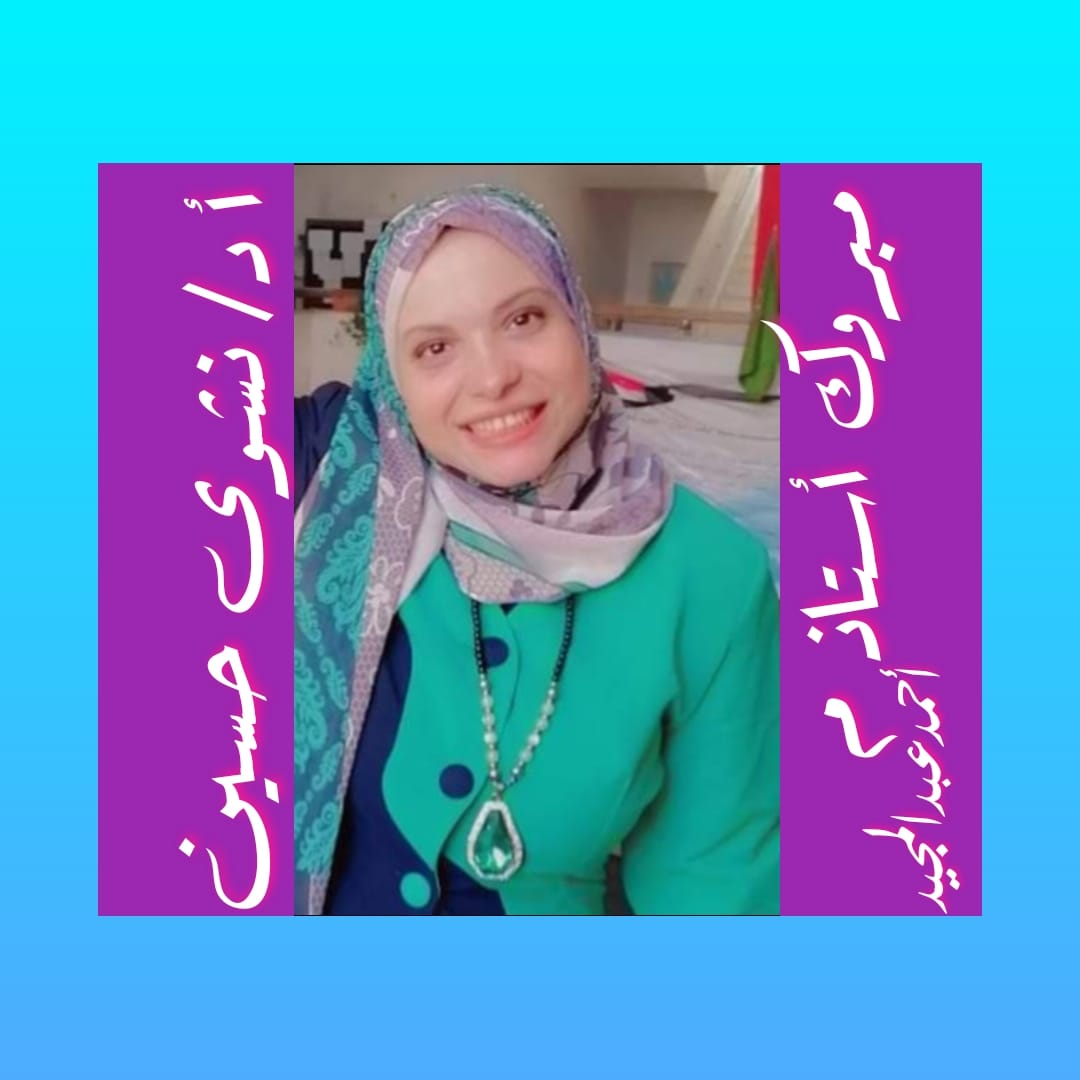 مبروك أستاذ م
أحمد عبد المجيد
أ د/ نشوى حسين